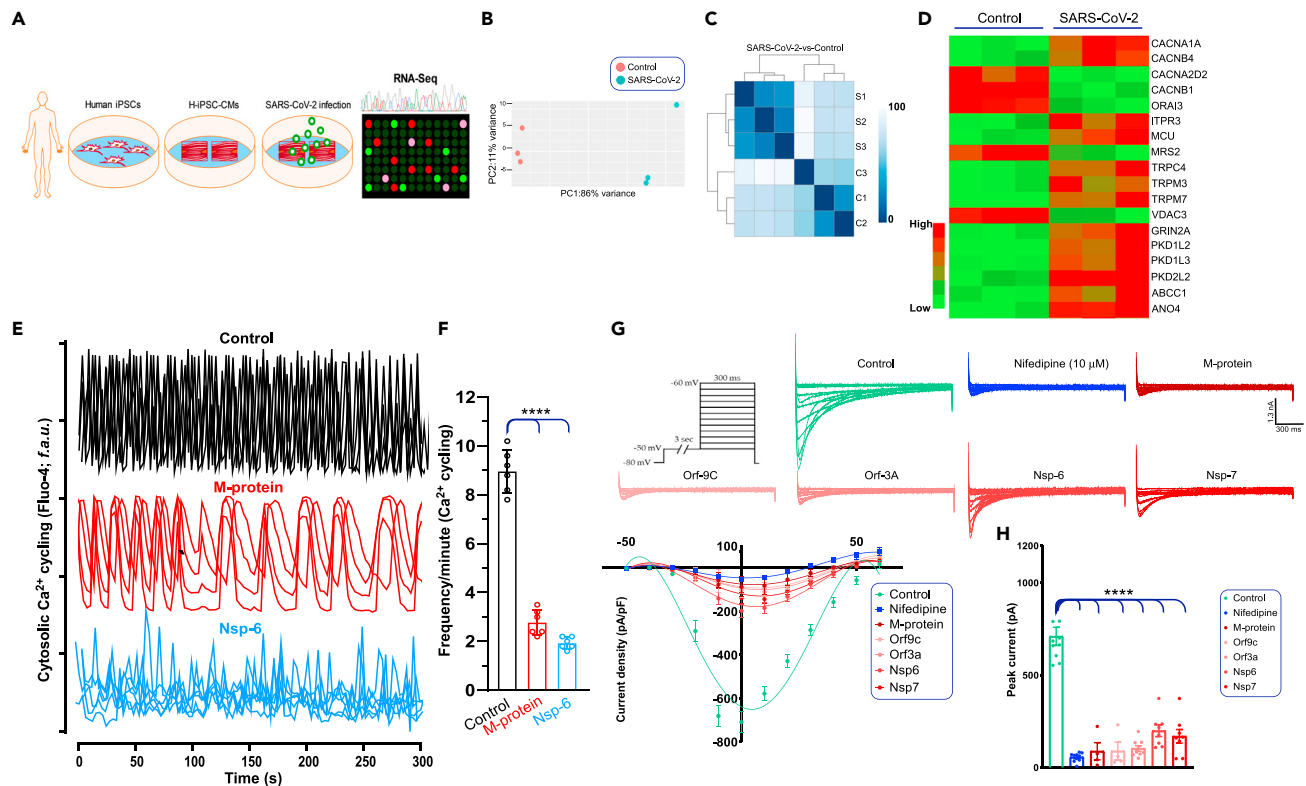 A
Human iPSCs
H-iPSC-CMs
SARS-CoV-2 infection
RNA-Seq
B
Control
SARS-CoV-2
10
5
0
-5
PC2:11% variance
PC1:86% variance
C
SARS-CoV-2-vs-Control
S1
S2
S3
C3
C1
C2
100
0
D
Control
SARS-CoV-2
CACNA1A
CACNB4
CACNA2D2
CACNB1
ORAI3
ITPR3
MCU
MRS2
TRPC4
TRPM3
TRPM7
VDAC3
GRIN2A
PKD1L2
PKD1L3
PKD2L2
ABCC1
ANO4
High
Low
E
Control
M-protein
Nsp-6
Cytosolic Ca²⁺ cycling (Fluo-4; f.a.u.)
0 50 100 150 200 250 300
Time (s)
F
****
12
10
8
6
4
2
0
Frequency/minute (Ca²⁺ cycling)
Control
M-protein
Nsp-6
G
-60 mV
300 ms
-50 mV
3 sec
-80 mV
Control
Nifedipine (10 µM)
M-protein
1.3 nA
300 ms
Orf-9C
Orf-3A
Nsp-6
Nsp-7
-50
50
100
-200
-400
-600
-800
Current density (pA/pF)
Control
Nifedipine
M-protein
Orf9c
Orf3a
Nsp6
Nsp7
H
1200
1000
500
0
Peak current (pA)
****
Control
Nifedipine
M-protein
Orf9c
Orf3a
Nsp6
Nsp7